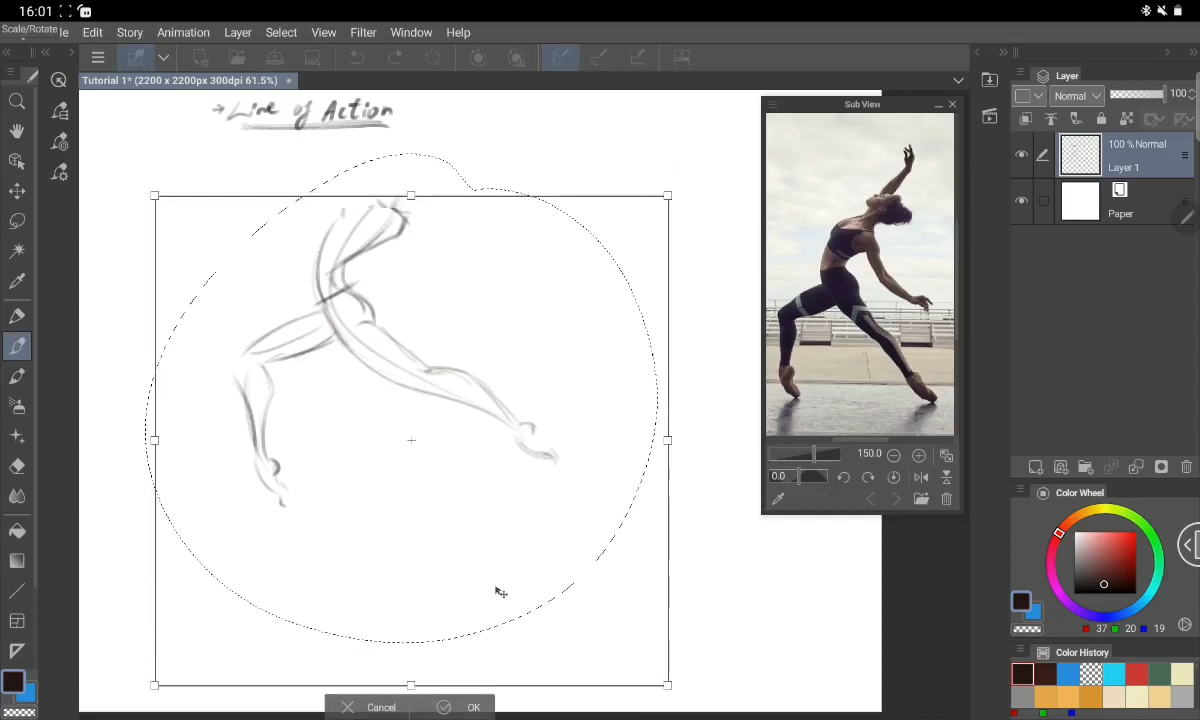 16:01
Scale/Rotate
le Edit Story Animation Layer Select View Filter Window Help
Tutorial 1* (2200 x 2200px 300dpi 61.5%)
→ Line of Action
Sub View
150.0
0.0
Cancel OK
Layer
Normal 100
100 % Normal
Layer 1
Paper
Color Wheel
37 20 19
Color History